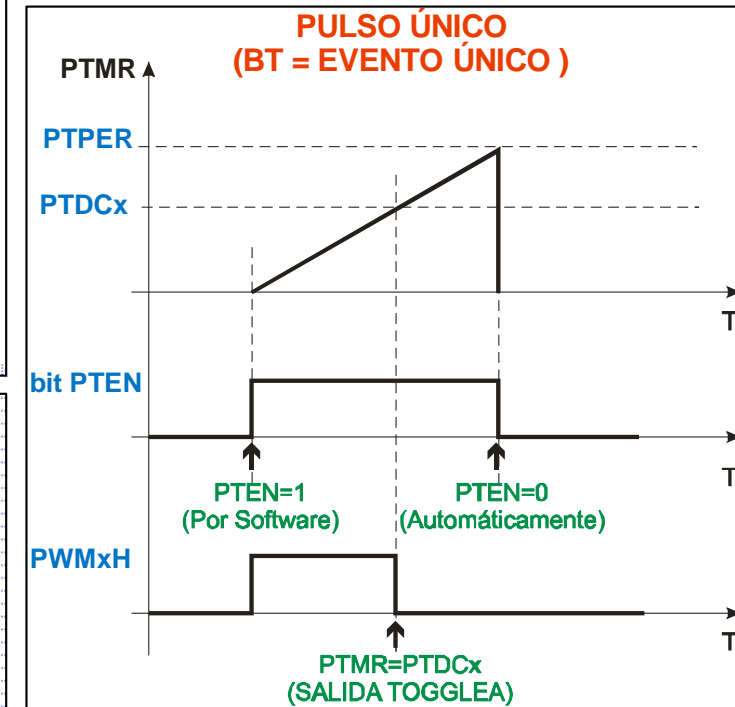 PULSO ÚNICO
(BT = EVENTO ÚNICO )
PTMR
PTPER
PTDCx
T
bit PTEN
T
PTEN=1
(Por Software)
PTEN=0
(Automáticamente)
PWMxH
T
PTMR=PTDCx
(SALIDA TOGGLEA)